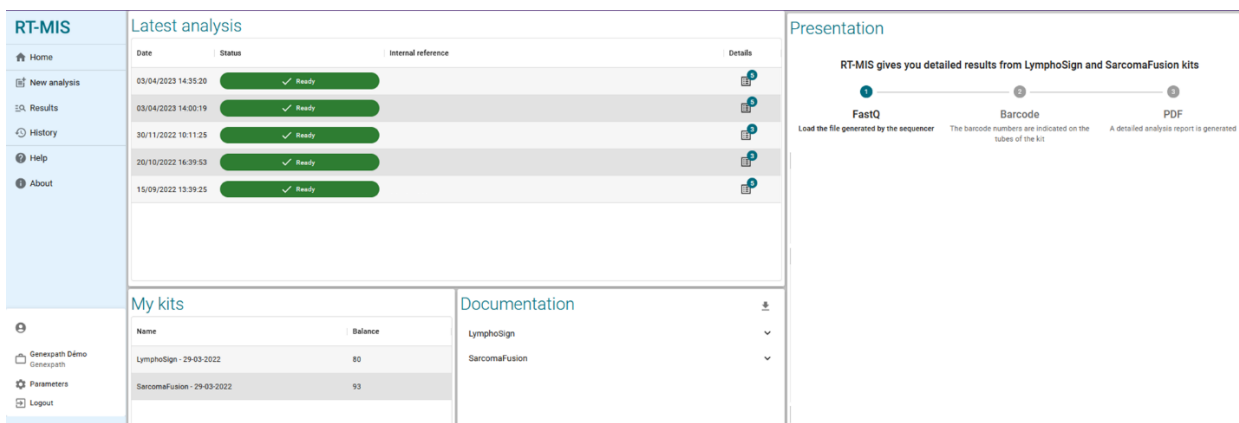 RT-MIS
Home
New analysis
Results
History
Help
About
Genexpath Démo
Genexpath
Parameters
Logout
Latest analysis
Date Status Internal reference Details
03/04/2023 14:35:20 Ready 5
03/04/2023 14:00:19 Ready 5
30/11/2022 10:11:25 Ready 3
20/10/2022 16:39:53 Ready 3
15/09/2022 13:39:25 Ready 5
My kits
Name Balance
LymphoSign - 29-03-2022 80
SarcomaFusion - 29-03-2022 93
Documentation
LymphoSign
SarcomaFusion
Presentation
RT-MIS gives you detailed results from LymphoSign and SarcomaFusion kits
1 2 3
FastQ Barcode PDF
Load the file generated by the sequencer The barcode numbers are indicated on the A detailed analysis report is generated
tubes of the kit